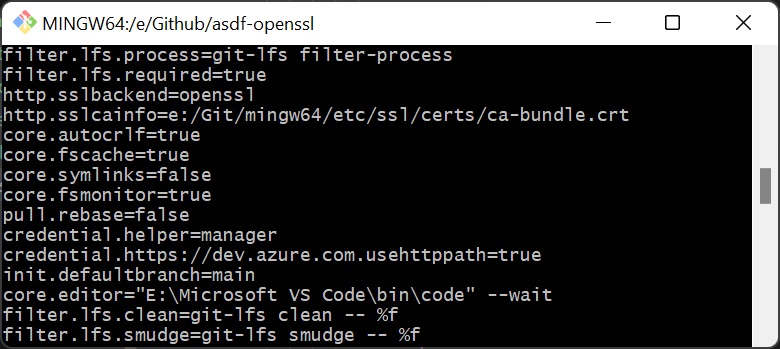 MINGW64:/e/Github/asdf-openssl
filter.lfs.process=git-lfs filter-process
filter.lfs.required=true
http.sslbackend=openssl
http.sslcainfo=e:/Git/mingw64/etc/ssl/certs/ca-bundle.crt
core.autocrlf=true
core.fscache=true
core.symlinks=false
core.fsmonitor=true
pull.rebase=false
credential.helper=manager
credential.https://dev.azure.com.usehttppath=true
init.defaultbranch=main
core.editor="E:\Microsoft VS Code\bin\code" --wait
filter.lfs.clean=git-lfs clean -- %f
filter.lfs.smudge=git-lfs smudge -- %f